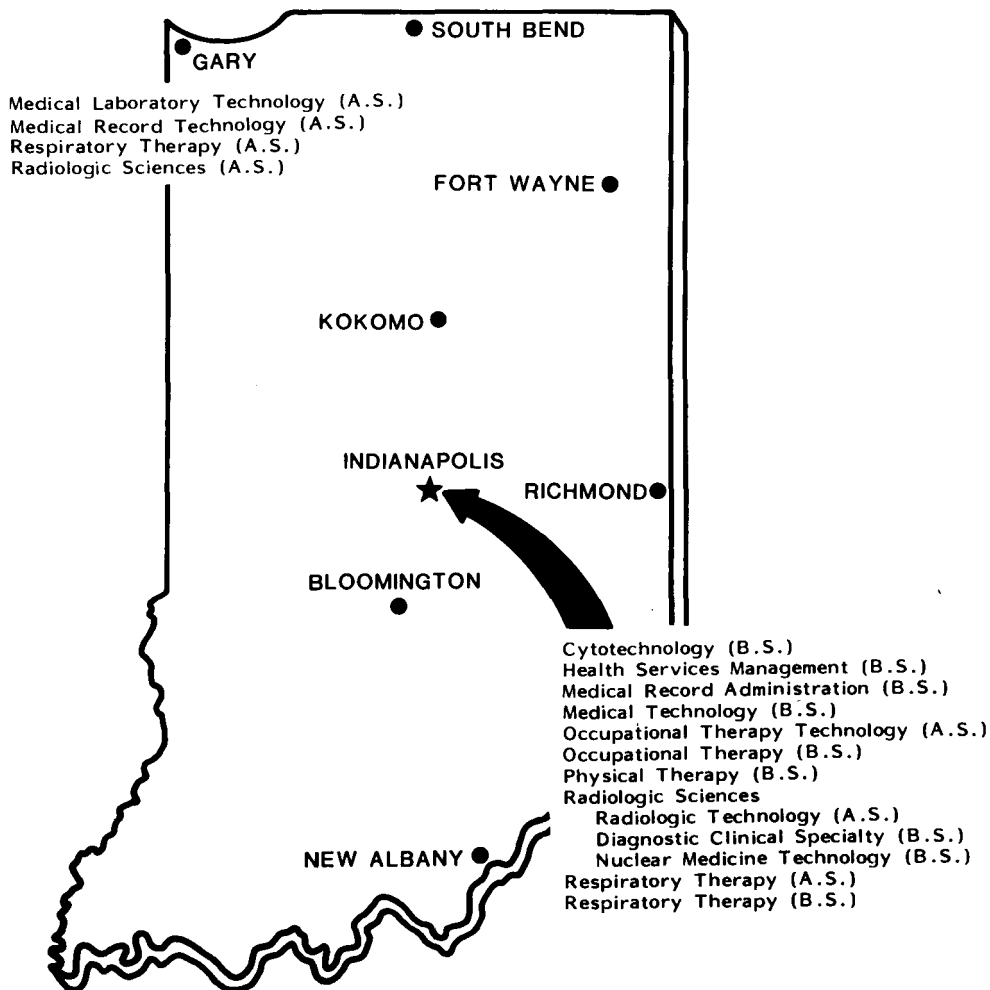 SOUTH BEND
GARY
Medical Laboratory Technology (A.S.)
Medical Record Technology (A.S.)
Respiratory Therapy (A.S.)
Radiologic Sciences (A.S.)
FORT WAYNE
KOKOMO
INDIANAPOLIS
RICHMOND
BLOOMINGTON
Cytotechnology (B.S.)
Health Services Management (B.S.)
Medical Record Administration (B.S.)
Medical Technology (B.S.)
Occupational Therapy Technology (A.S.)
Occupational Therapy (B.S.)
Physical Therapy (B.S.)
Radiologic Sciences
Radiologic Technology (A.S.)
Diagnostic Clinical Specialty (B.S.)
Nuclear Medicine Technology (B.S.)
Respiratory Therapy (A.S.)
Respiratory Therapy (B.S.)
NEW ALBANY